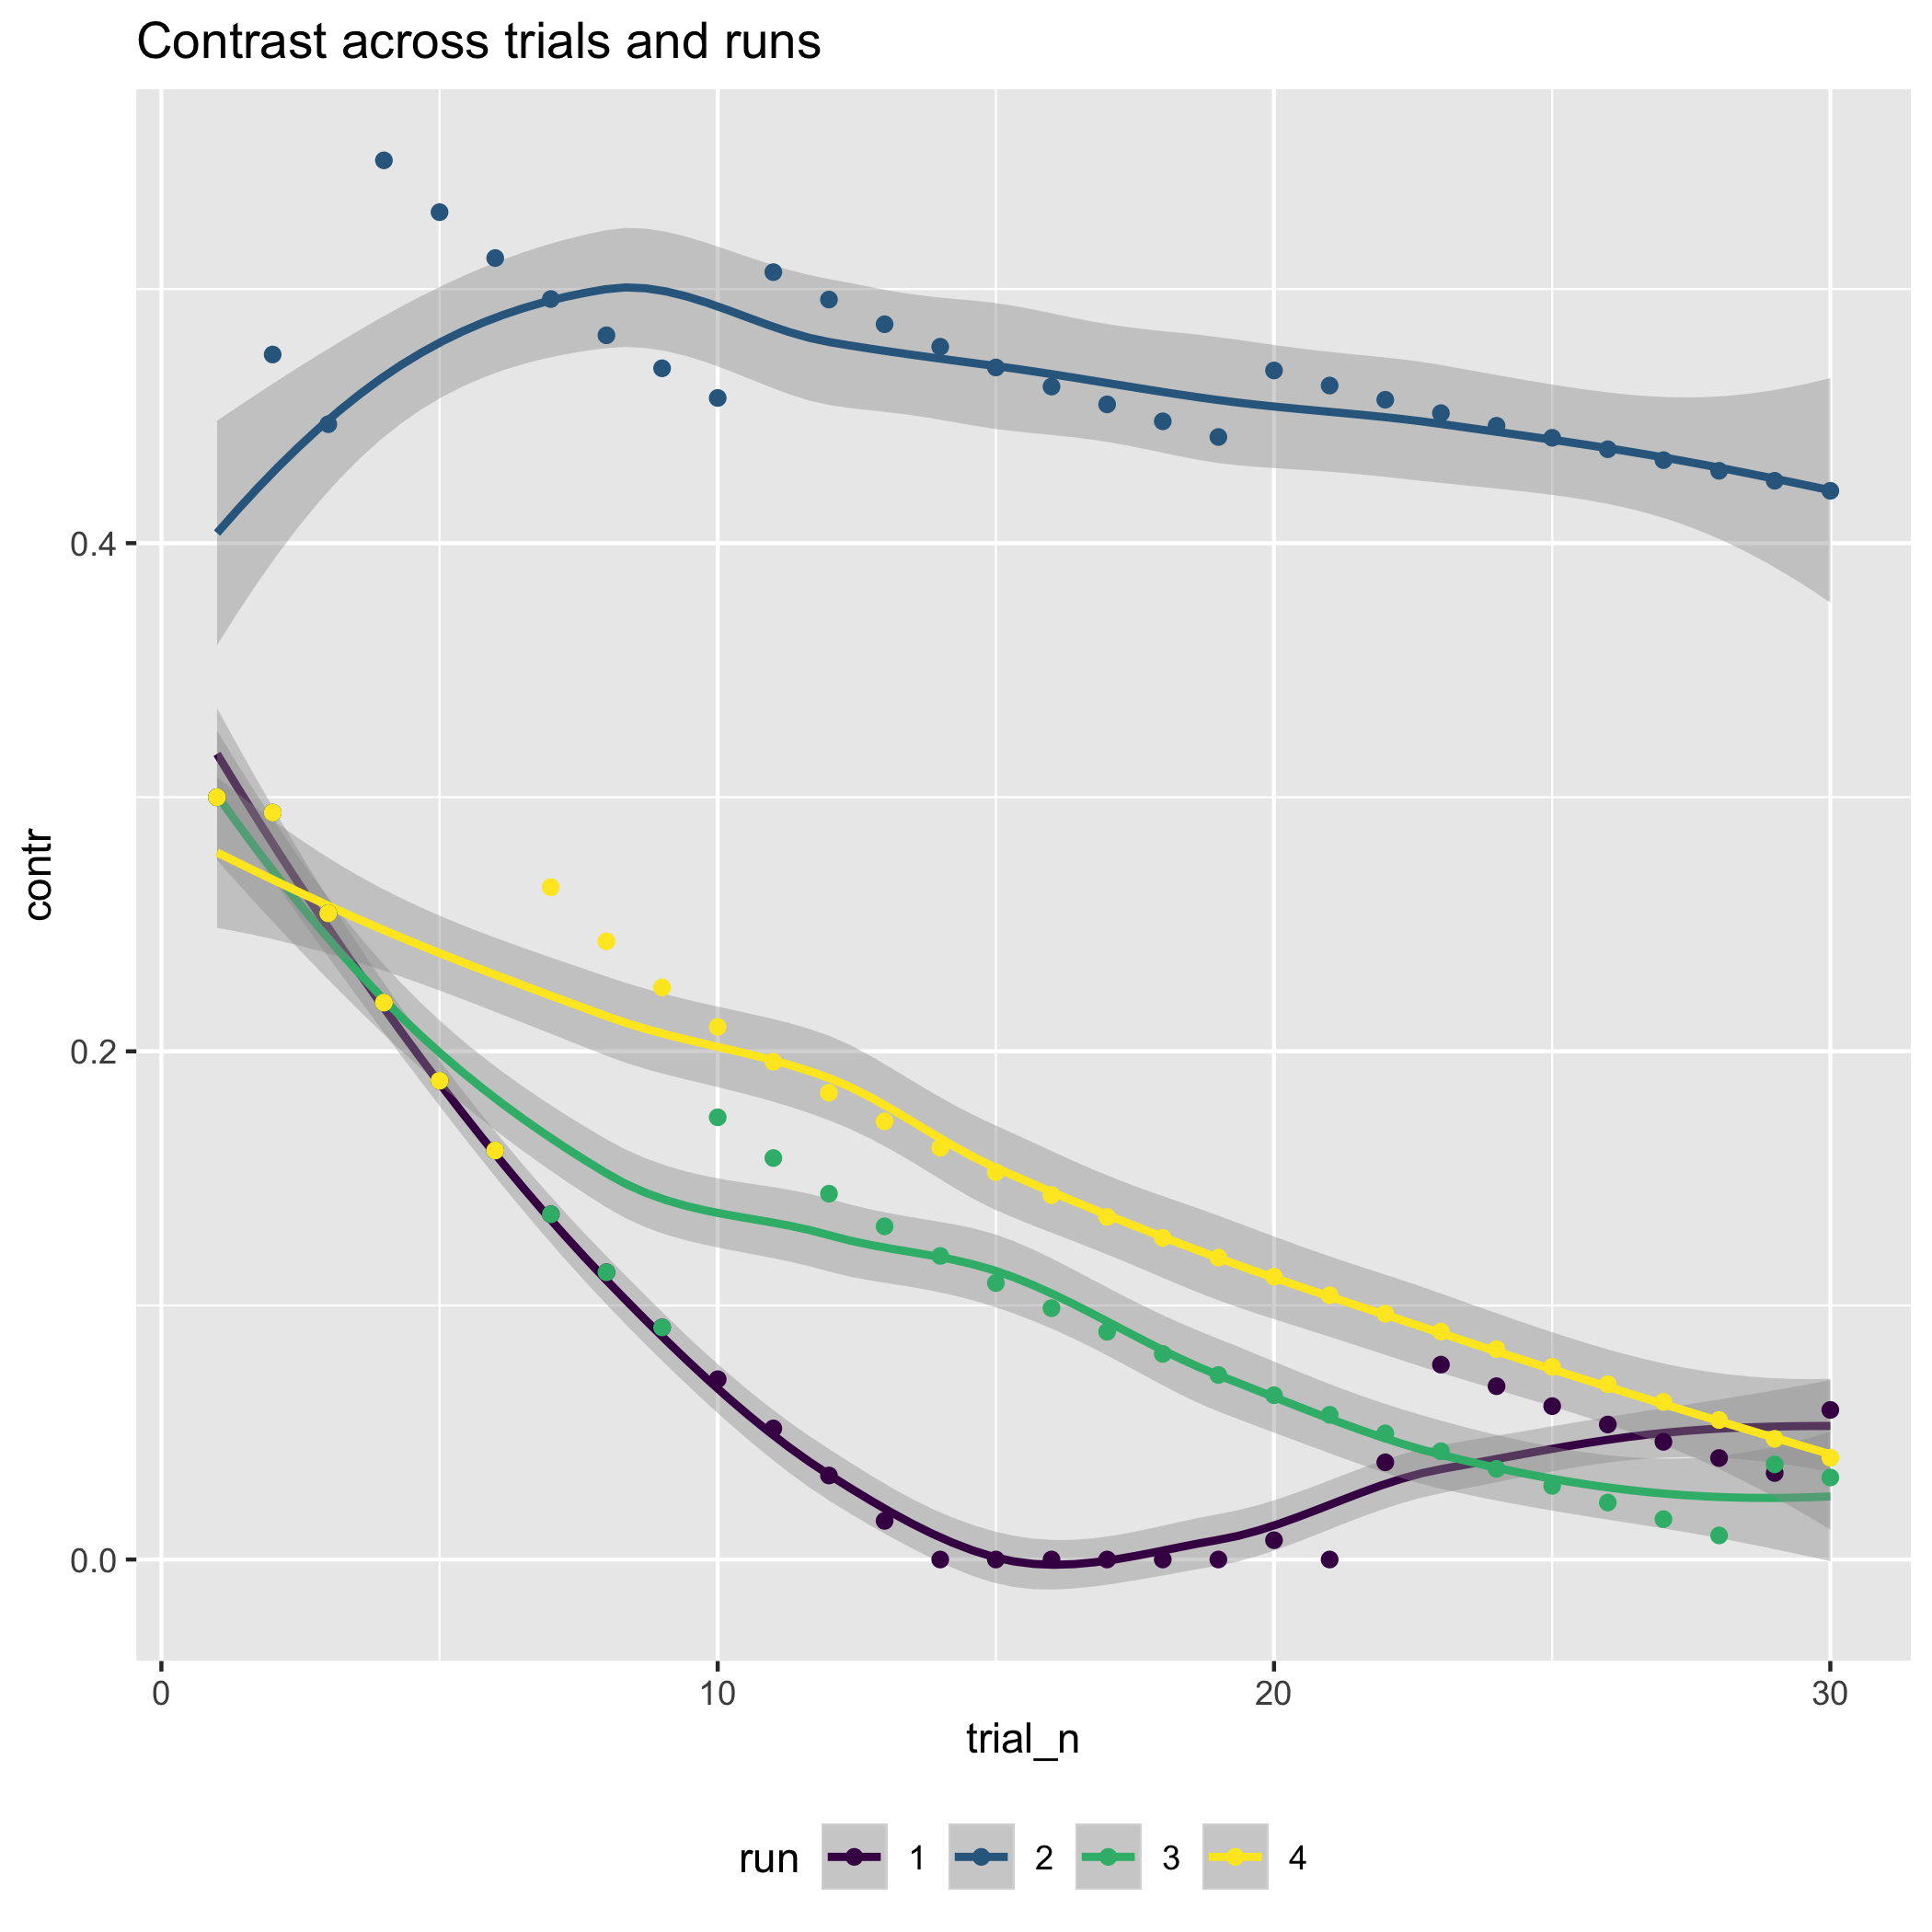 Contrast across trials and runs
contr
0.4
0.2
0.0
0 10 20 30
trial_n
run 1 2 3 4